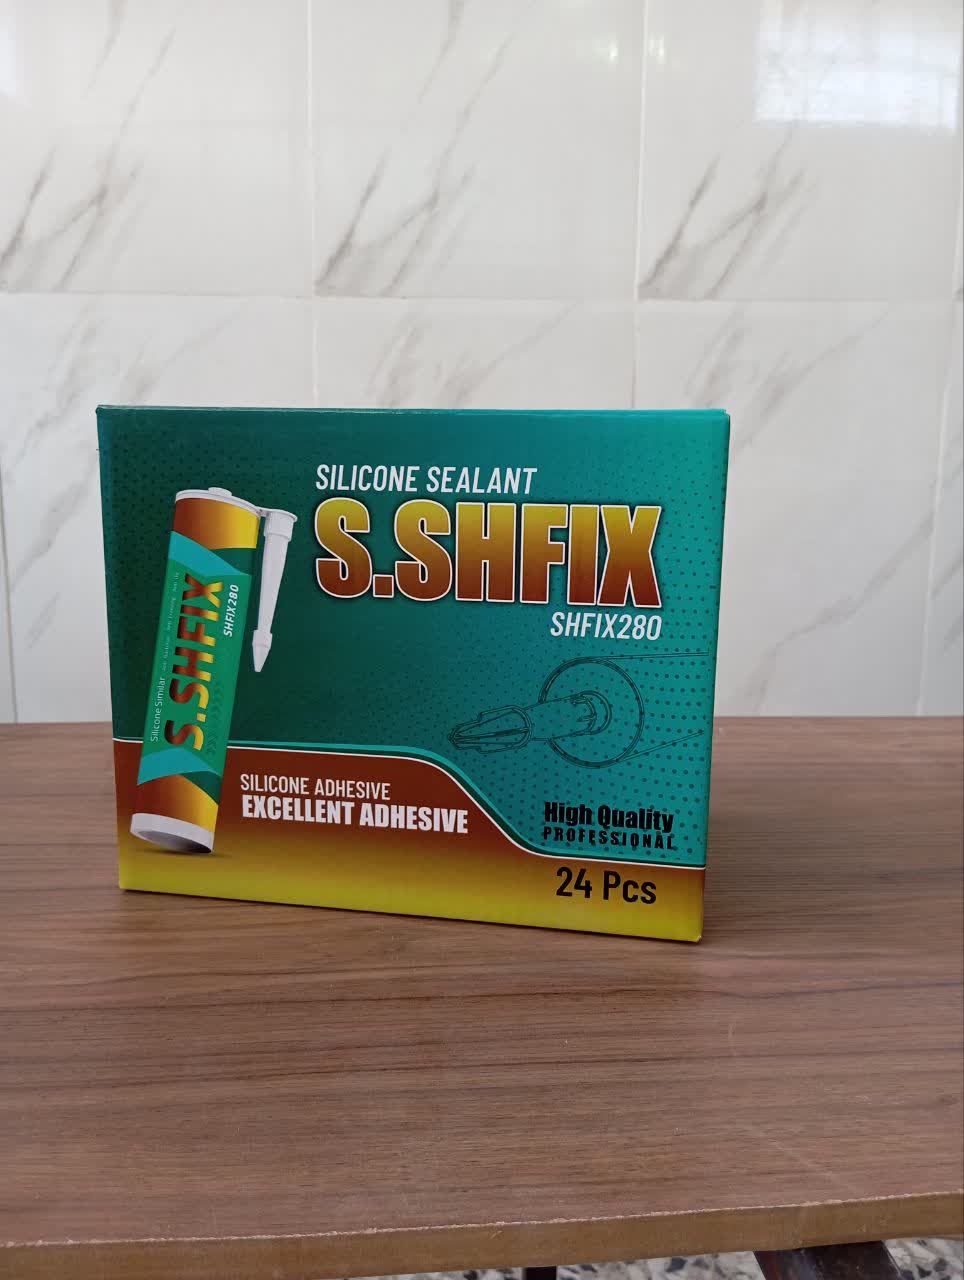 SILICONE SEALANT
S.SHFIX
SHFIX280
Silicone Similar
S.SHFIX
SHFIX280
SILICONE ADHESIVE
EXCELLENT ADHESIVE
High Quality
PROFESSIONAL
24 Pcs